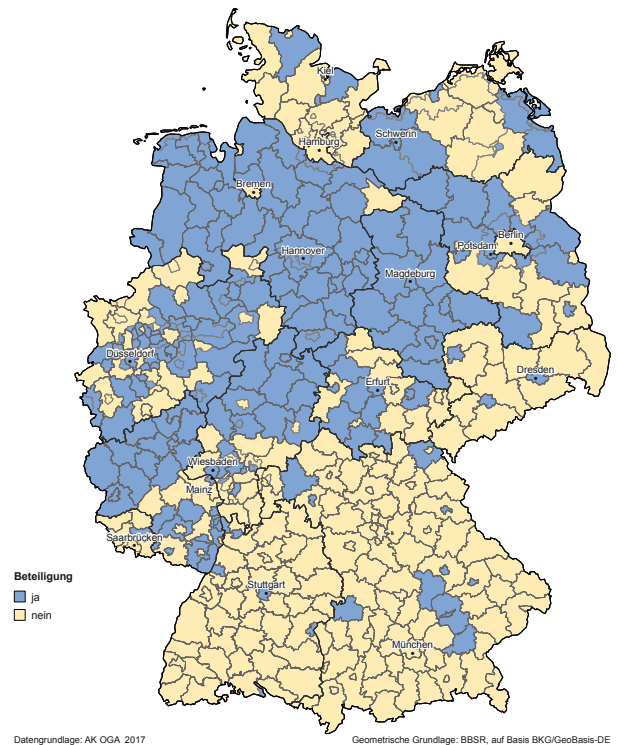 Kiel
Schwerin
Hamburg
Bremen
Berlin
Potsdam
Hannover
Magdeburg
Düsseldorf
Erfurt
Dresden
Wiesbaden
Mainz
Saarbrücken
Stuttgart
München
Beteiligung
ja
nein
Datengrundlage: AK OGA 2017
Geometrische Grundlage: BBSR, auf Basis BKG/GeoBasis-DE